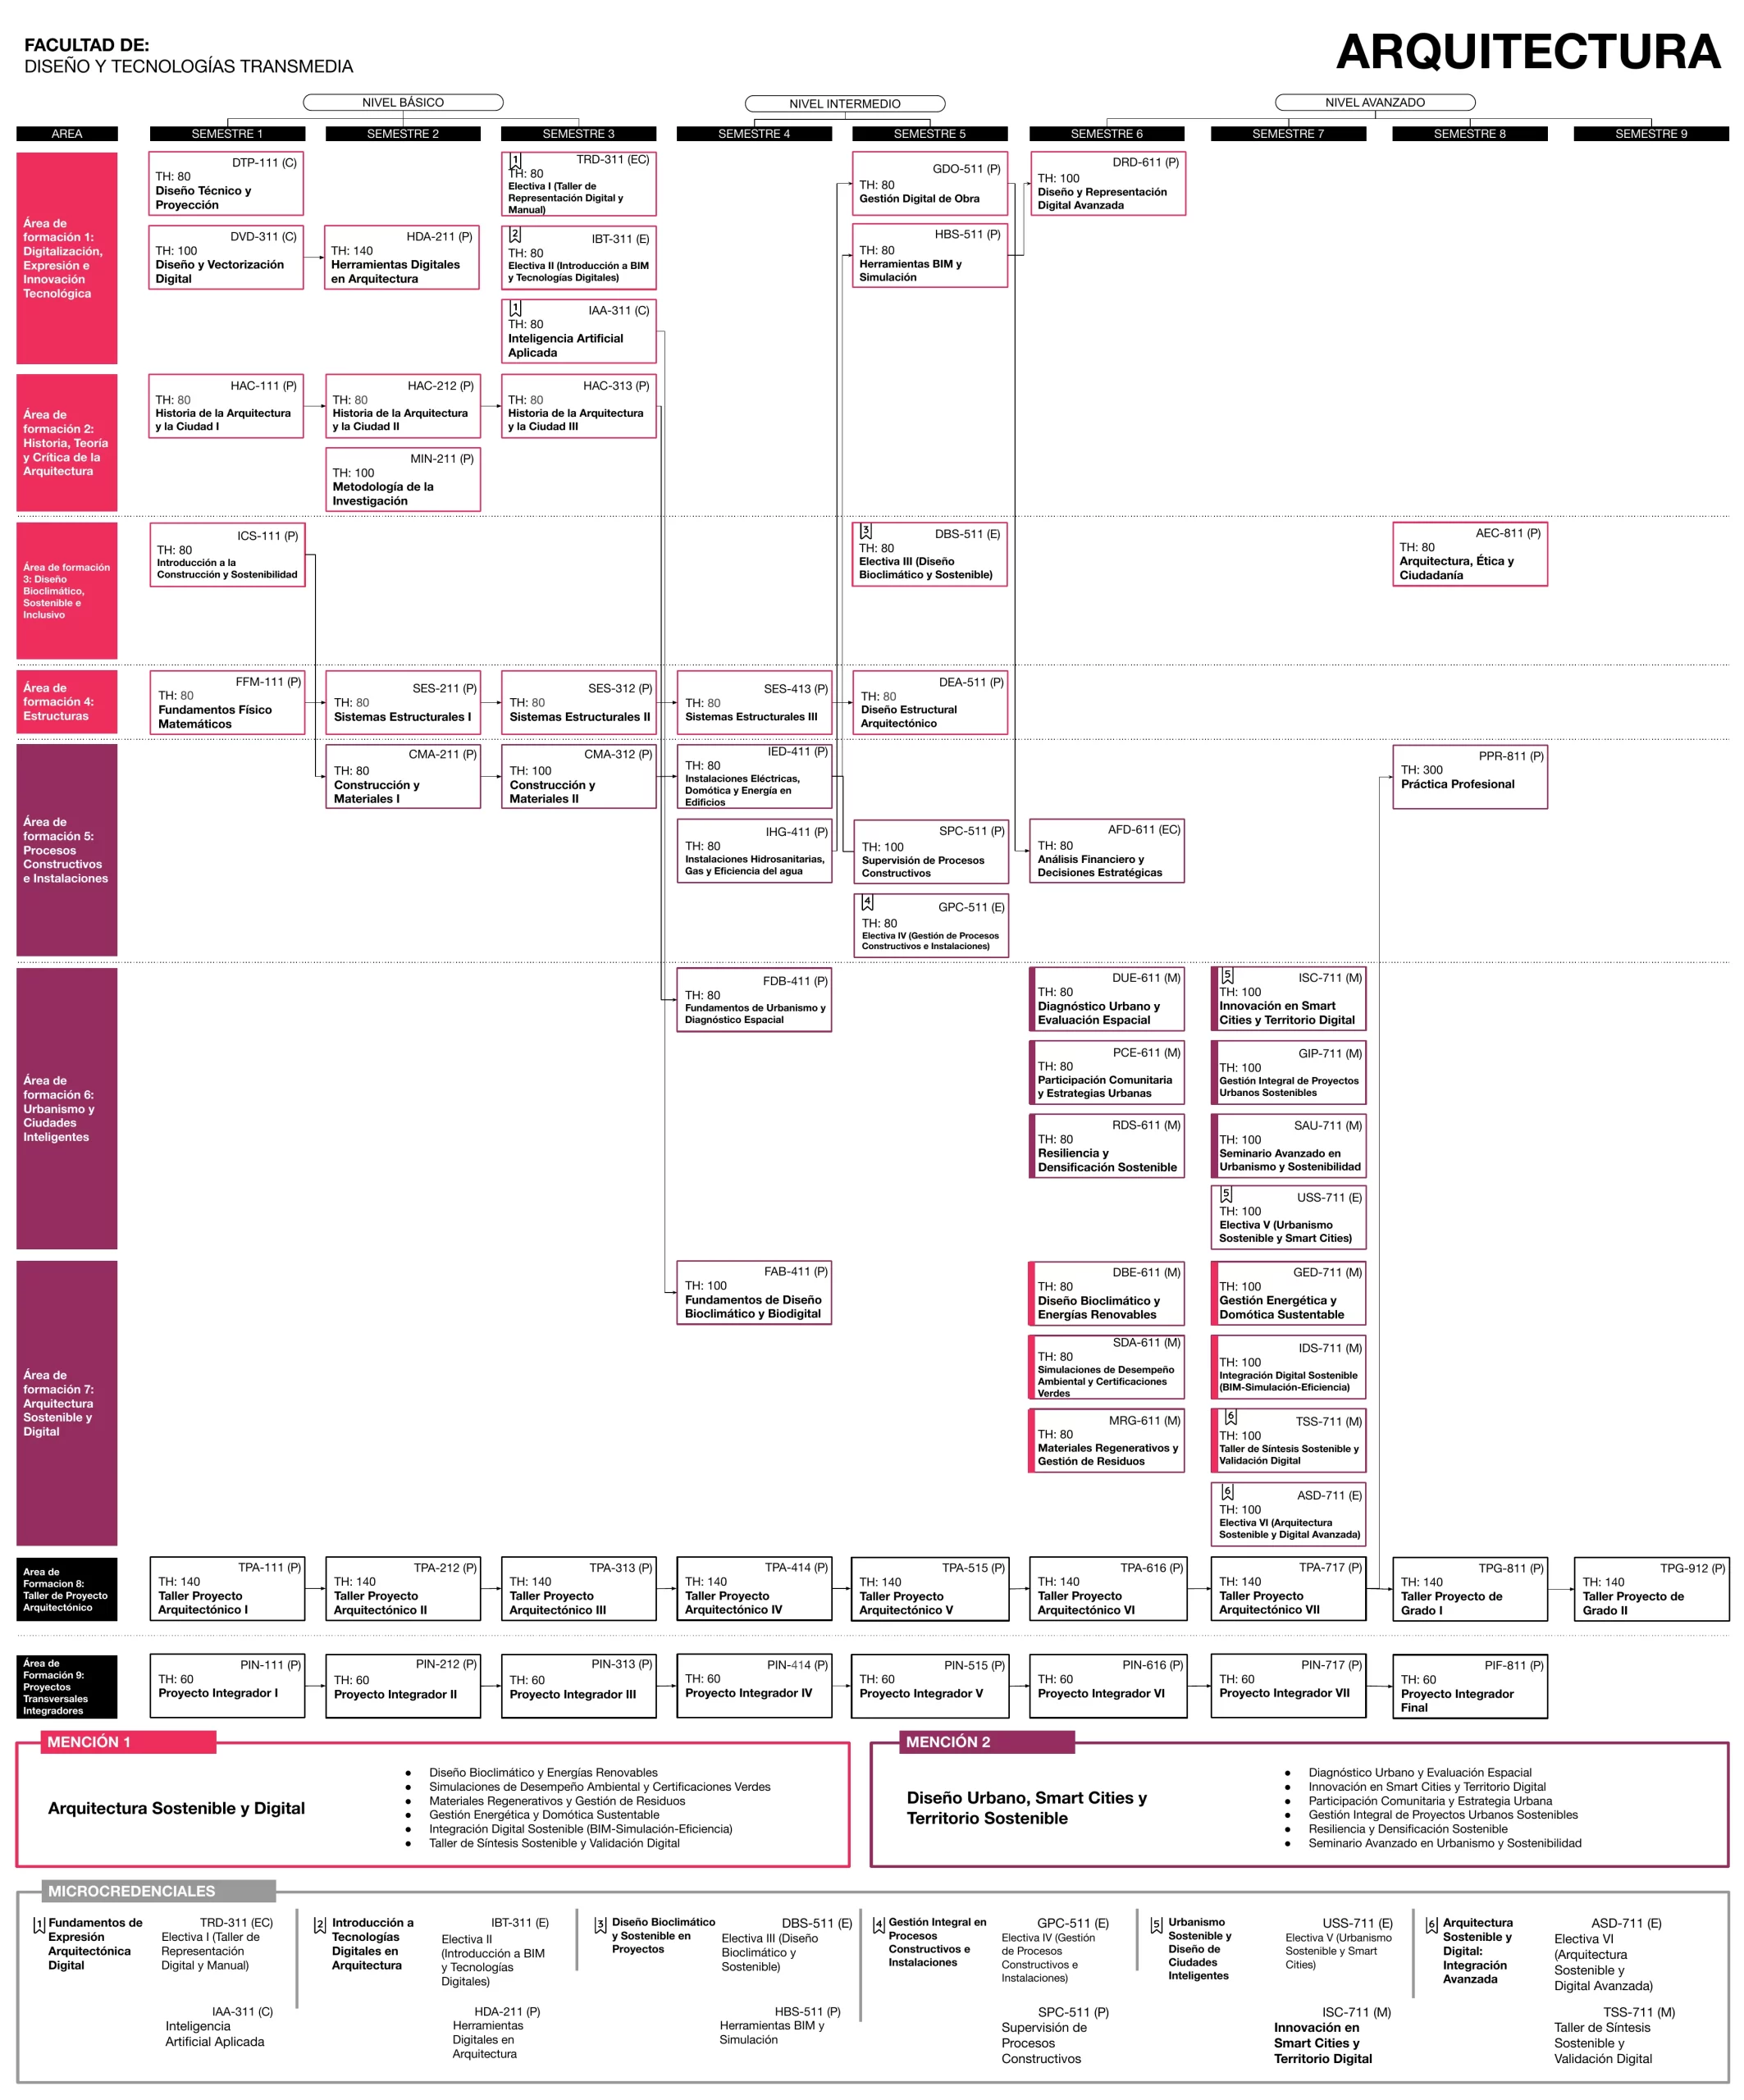 FACULTAD DE:
DISEÑO Y TECNOLOGÍAS TRANSMEDIA
ARQUITECTURA
NIVEL BÁSICO
NIVEL INTERMEDIO
NIVEL AVANZADO
AREA
SEMESTRE 1
SEMESTRE 2
SEMESTRE 3
SEMESTRE 4
SEMESTRE 5
SEMESTRE 6
SEMESTRE 7
SEMESTRE 8
SEMESTRE 9
Área de
formación 1:
Digitalización,
Expresión e
Innovación
Tecnológica
DTP-111 (C)
TH: 80
Diseño Técnico y
Proyección
1
TRD-311 (EC)
TH: 80
Electiva I (Taller de
Representación Digital y
Manual)
GDO-511 (P)
TH: 80
Gestión Digital de Obra
DRD-611 (P)
TH: 100
Diseño y Representación
Digital Avanzada
DVD-311 (C)
TH: 100
Diseño y Vectorización
Digital
HDA-211 (P)
TH: 140
Herramientas Digitales
en Arquitectura
2
IBT-311 (E)
TH: 80
Electiva II (Introducción a BIM
y Tecnologías Digitales)
HBS-511 (P)
TH: 80
Herramientas BIM y
Simulación
1
IAA-311 (C)
TH: 80
Inteligencia Artificial
Aplicada
Área de
formación 2:
Historia, Teoría
y Crítica de la
Arquitectura
HAC-111 (P)
TH: 80
Historia de la Arquitectura
y la Ciudad I
HAC-212 (P)
TH: 80
Historia de la Arquitectura
y la Ciudad II
HAC-313 (P)
TH: 80
Historia de la Arquitectura
y la Ciudad III
MIN-211 (P)
TH: 100
Metodología de la
Investigación
Área de formación
3: Diseño
Bioclimático,
Sostenible e
Inclusivo
ICS-111 (P)
TH: 80
Introducción a la
Construcción y Sostenibilidad
3
DBS-511 (E)
TH: 80
Electiva III (Diseño
Bioclimático y Sostenible)
AEC-811 (P)
TH: 80
Arquitectura, Ética y
Ciudadanía
Área de
formación 4:
Estructuras
FFM-111 (P)
TH: 80
Fundamentos Físico
Matemáticos
SES-211 (P)
TH: 80
Sistemas Estructurales I
SES-312 (P)
TH: 80
Sistemas Estructurales II
SES-413 (P)
TH: 80
Sistemas Estructurales III
DEA-511 (P)
TH: 80
Diseño Estructural
Arquitectónico
Área de
formación 5:
Procesos
Constructivos
e Instalaciones
CMA-211 (P)
TH: 80
Construcción y
Materiales I
CMA-312 (P)
TH: 100
Construcción y
Materiales II
IED-411 (P)
TH: 80
Instalaciones Eléctricas,
Domótica y Energía en
Edificios
PPR-811 (P)
TH: 300
Práctica Profesional
IHG-411 (P)
TH: 80
Instalaciones Hidrosanitarias,
Gas y Eficiencia del agua
SPC-511 (P)
TH: 100
Supervisión de Procesos
Constructivos
AFD-611 (EC)
TH: 80
Análisis Financiero y
Decisiones Estratégicas
4
GPC-511 (E)
TH: 80
Electiva IV (Gestión de Procesos
Constructivos e Instalaciones)
Área de
formación 6:
Urbanismo y
Ciudades
Inteligentes
FDB-411 (P)
TH: 80
Fundamentos de Urbanismo y
Diagnóstico Espacial
DUE-611 (M)
TH: 80
Diagnóstico Urbano y
Evaluación Espacial
5
ISC-711 (M)
TH: 100
Innovación en Smart
Cities y Territorio Digital
PCE-611 (M)
TH: 80
Participación Comunitaria
y Estrategias Urbanas
GIP-711 (M)
TH: 100
Gestión Integral de Proyectos
Urbanos Sostenibles
RDS-611 (M)
TH: 80
Resiliencia y
Densificación Sostenible
SAU-711 (M)
TH: 100
Seminario Avanzado en
Urbanismo y Sostenibilidad
5
USS-711 (E)
TH: 100
Electiva V (Urbanismo
Sostenible y Smart Cities)
Área de
formación 7:
Arquitectura
Sostenible y
Digital
FAB-411 (P)
TH: 100
Fundamentos de Diseño
Bioclimático y Biodigital
DBE-611 (M)
TH: 80
Diseño Bioclimático y
Energías Renovables
GED-711 (M)
TH: 100
Gestión Energética y
Domótica Sustentable
SDA-611 (M)
TH: 80
Simulaciones de Desempeño
Ambiental y Certificaciones
Verdes
IDS-711 (M)
TH: 100
Integración Digital Sostenible
(BIM-Simulación-Eficiencia)
MRG-611 (M)
TH: 80
Materiales Regenerativos y
Gestión de Residuos
6
TSS-711 (M)
TH: 100
Taller de Síntesis Sostenible y
Validación Digital
6
ASD-711 (E)
TH: 100
Electiva VI (Arquitectura
Sostenible y Digital Avanzada)
Area de
Formacion 8:
Taller de Proyecto
Arquitectónico
TPA-111 (P)
TH: 140
Taller Proyecto
Arquitectónico I
TPA-212 (P)
TH: 140
Taller Proyecto
Arquitectónico II
TPA-313 (P)
TH: 140
Taller Proyecto
Arquitectónico III
TPA-414 (P)
TH: 140
Taller Proyecto
Arquitectónico IV
TPA-515 (P)
TH: 140
Taller Proyecto
Arquitectónico V
TPA-616 (P)
TH: 140
Taller Proyecto
Arquitectónico VI
TPA-717 (P)
TH: 140
Taller Proyecto
Arquitectónico VII
TPG-811 (P)
TH: 140
Taller Proyecto de
Grado I
TPG-912 (P)
TH: 140
Taller Proyecto de
Grado II
Área de
Formación 9:
Proyectos
Transversales
Integradores
PIN-111 (P)
TH: 60
Proyecto Integrador I
PIN-212 (P)
TH: 60
Proyecto Integrador II
PIN-313 (P)
TH: 60
Proyecto Integrador III
PIN-414 (P)
TH: 60
Proyecto Integrador IV
PIN-515 (P)
TH: 60
Proyecto Integrador V
PIN-616 (P)
TH: 60
Proyecto Integrador VI
PIN-717 (P)
TH: 60
Proyecto Integrador VII
PIF-811 (P)
TH: 60
Proyecto Integrador
Final
MENCIÓN 1
Arquitectura Sostenible y Digital
● Diseño Bioclimático y Energías Renovables
● Simulaciones de Desempeño Ambiental y Certificaciones Verdes
● Materiales Regenerativos y Gestión de Residuos
● Gestión Energética y Domótica Sustentable
● Integración Digital Sostenible (BIM-Simulación-Eficiencia)
● Taller de Síntesis Sostenible y Validación Digital
MENCIÓN 2
Diseño Urbano, Smart Cities y
Territorio Sostenible
● Diagnóstico Urbano y Evaluación Espacial
● Innovación en Smart Cities y Territorio Digital
● Participación Comunitaria y Estrategia Urbana
● Gestión Integral de Proyectos Urbanos Sostenibles
● Resiliencia y Densificación Sostenible
● Seminario Avanzado en Urbanismo y Sostenibilidad
MICROCREDENCIALES
1
Fundamentos de
Expresión
Arquitectónica
Digital
TRD-311 (EC)
Electiva I (Taller de
Representación
Digital y Manual)
IAA-311 (C)
Inteligencia
Artificial Aplicada
2
Introducción a
Tecnologías
Digitales en
Arquitectura
IBT-311 (E)
Electiva II
(Introducción a BIM
y Tecnologías
Digitales)
HDA-211 (P)
Herramientas
Digitales en
Arquitectura
3
Diseño Bioclimático
y Sostenible en
Proyectos
DBS-511 (E)
Electiva III (Diseño
Bioclimático y
Sostenible)
HBS-511 (P)
Herramientas BIM y
Simulación
4
Gestión Integral en
Procesos
Constructivos e
Instalaciones
GPC-511 (E)
Electiva IV (Gestión
de Procesos
Constructivos e
Instalaciones)
SPC-511 (P)
Supervisión de
Procesos
Constructivos
5
Urbanismo
Sostenible y
Diseño de
Ciudades
Inteligentes
USS-711 (E)
Electiva V (Urbanismo
Sostenible y Smart
Cities)
ISC-711 (M)
Innovación en
Smart Cities y
Territorio Digital
6
Arquitectura
Sostenible y
Digital:
Integración
Avanzada
ASD-711 (E)
Electiva VI
(Arquitectura
Sostenible y
Digital Avanzada)
TSS-711 (M)
Taller de Síntesis
Sostenible y
Validación Digital